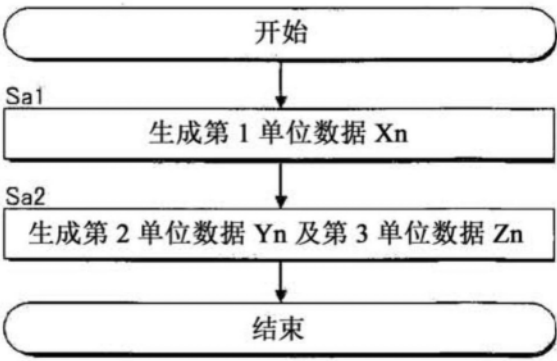 开始
Sa1
生成第 1 单位数据 Xn
Sa2
生成第 2 单位数据 Yn 及第 3 单位数据 Zn
结束